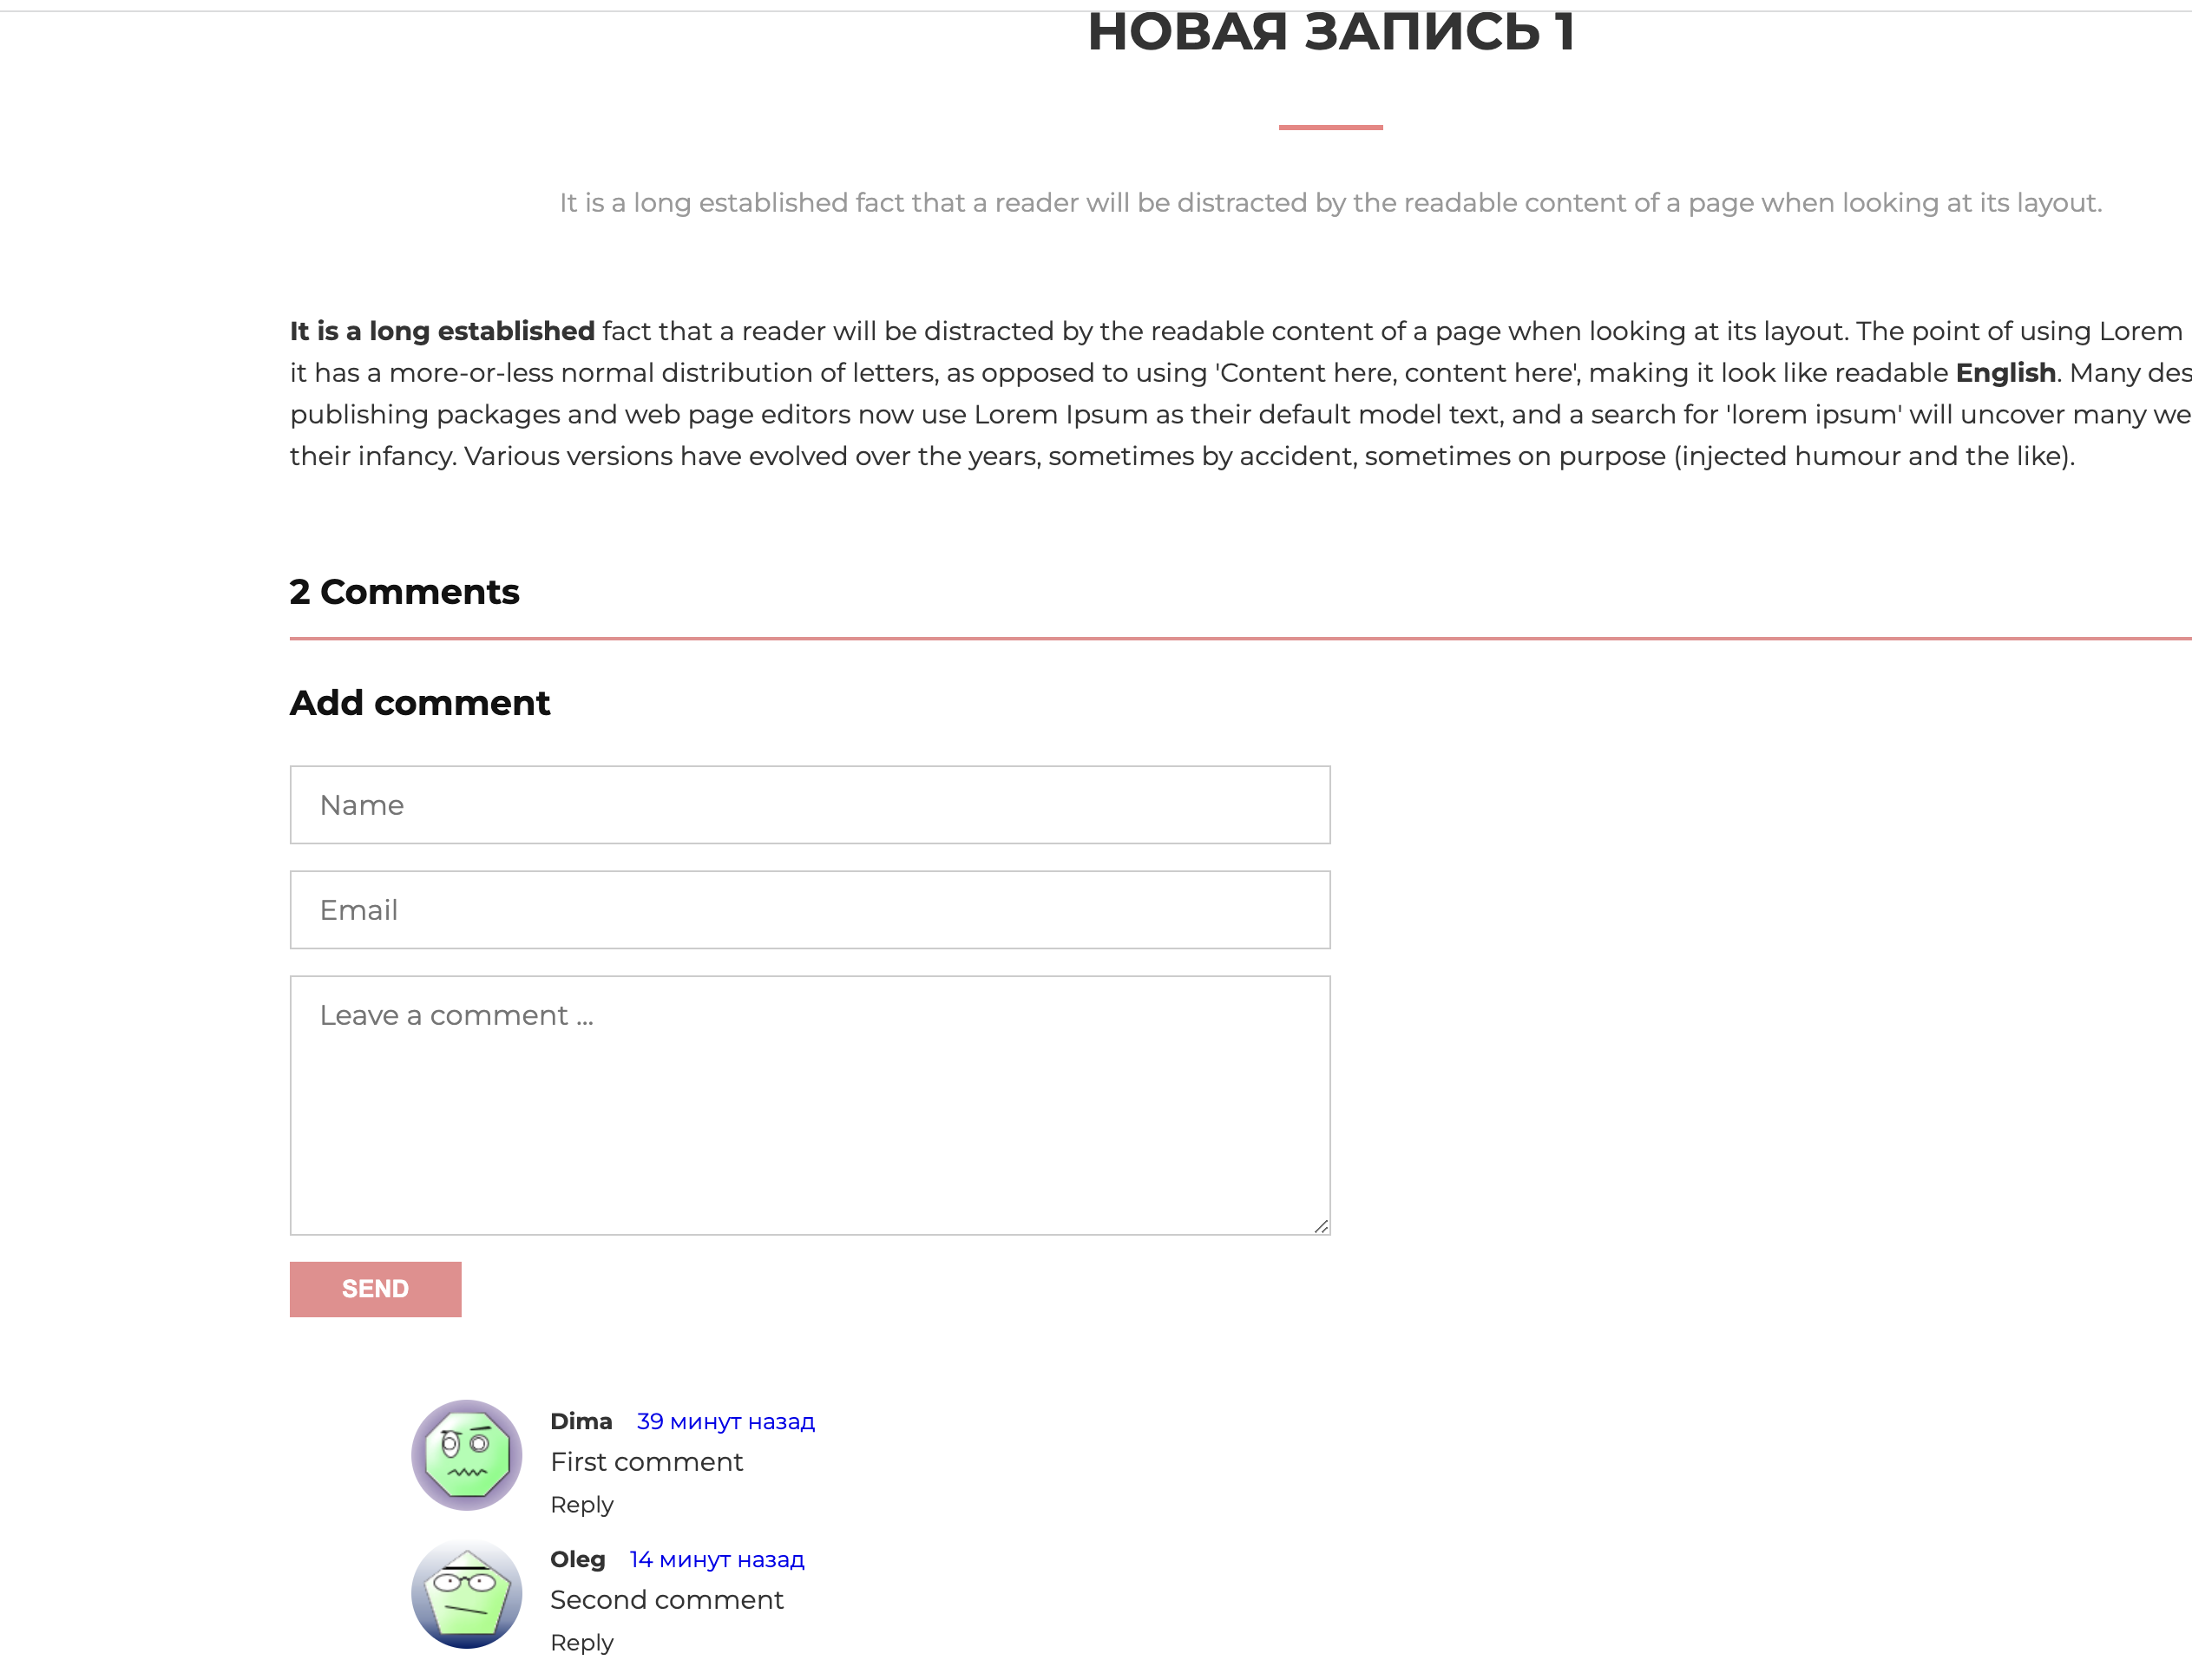 НОВАЯ ЗАПИСЬ 1
It is a long established fact that a reader will be distracted by the readable content of a page when looking at its layout.
It is a long established fact that a reader will be distracted by the readable content of a page when looking at its layout. The point of using Lorem
it has a more-or-less normal distribution of letters, as opposed to using 'Content here, content here', making it look like readable English. Many
publishing packages and web page editors now use Lorem Ipsum as their default model text, and a search for 'lorem ipsum' will uncover many
their infancy. Various versions have evolved over the years, sometimes by accident, sometimes on purpose (injected humour and the like).
2 Comments
Add comment
Name
Email
Leave a comment ...
SEND
Dima 39 минут назад
First comment
Reply
Oleg 14 минут назад
Second comment
Reply